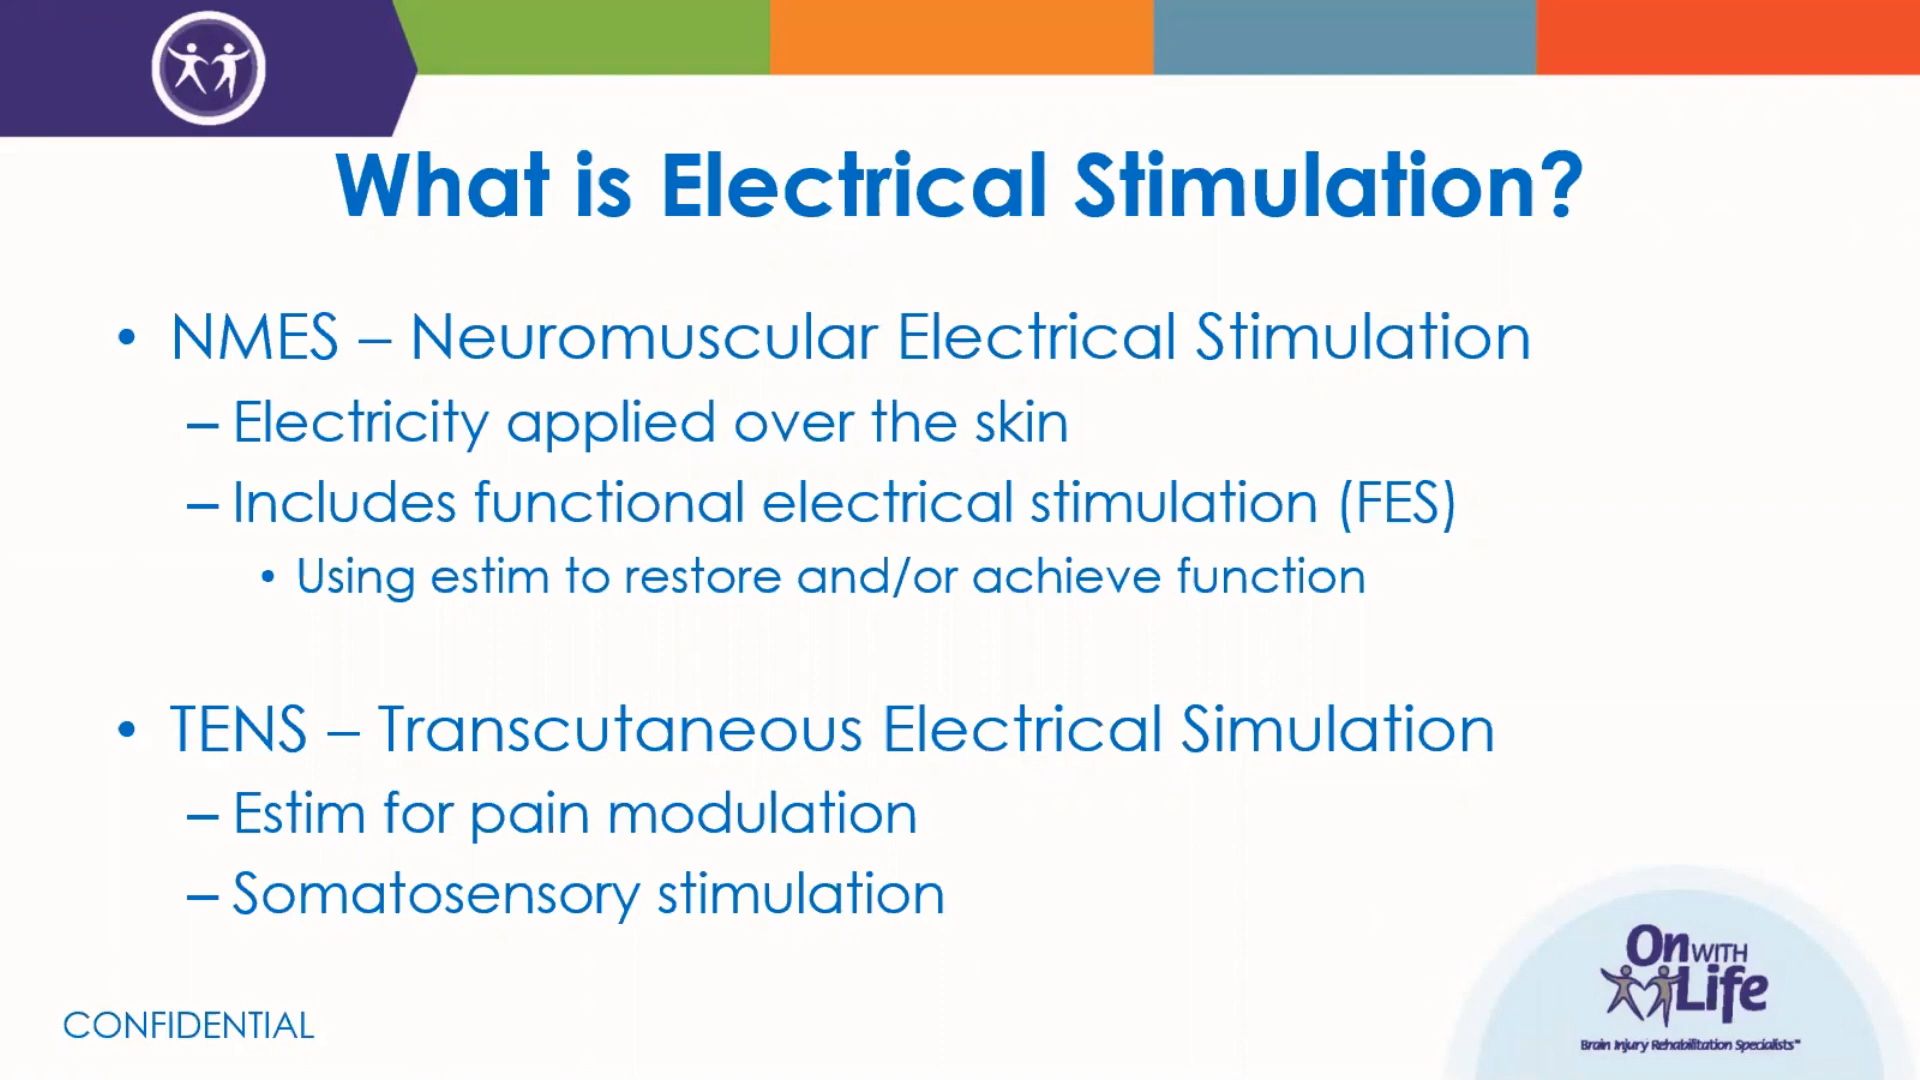 What is Electrical Stimulation?
• NMES – Neuromuscular Electrical Stimulation
– Electricity applied over the skin
– Includes functional electrical stimulation (FES)
• Using estim to restore and/or achieve function
• TENS – Transcutaneous Electrical Simulation
– Estim for pain modulation
– Somatosensory stimulation
CONFIDENTIAL
On WITH
Life
Brain Injury Rehabilitation Specialists™